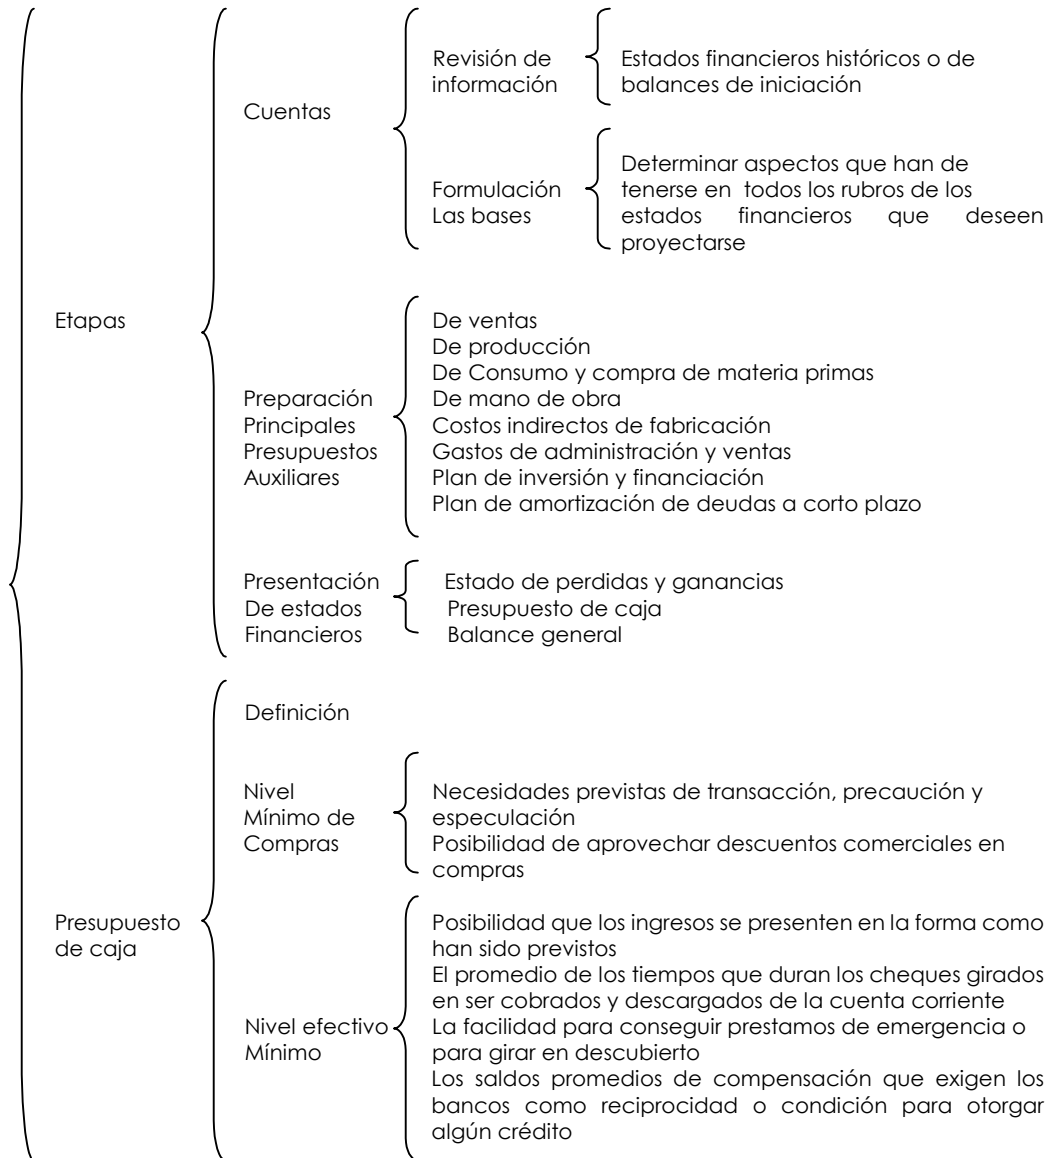 Etapas
Cuentas
Revisión de
información
Estados financieros históricos o de
balances de iniciación
Formulación
Las bases
Determinar aspectos que han de
tenerse en todos los rubros de los
estados financieros que deseen
proyectarse
Preparación
Principales
Presupuestos
Auxiliares
De ventas
De producción
De Consumo y compra de materia primas
De mano de obra
Costos indirectos de fabricación
Gastos de administración y ventas
Plan de inversión y financiación
Plan de amortización de deudas a corto plazo
Presentación
De estados
Financieros
Estado de perdidas y ganancias
Presupuesto de caja
Balance general
Presupuesto
de caja
Definición
Nivel
Mínimo de
Compras
Necesidades previstas de transacción, precaución y
especulación
Posibilidad de aprovechar descuentos comerciales en
compras
Nivel efectivo
Mínimo
Posibilidad que los ingresos se presenten en la forma como
han sido previstos
El promedio de los tiempos que duran los cheques girados
en ser cobrados y descargados de la cuenta corriente
La facilidad para conseguir prestamos de emergencia o
para girar en descubierto
Los saldos promedios de compensación que exigen los
bancos como reciprocidad o condición para otorgar
algún crédito